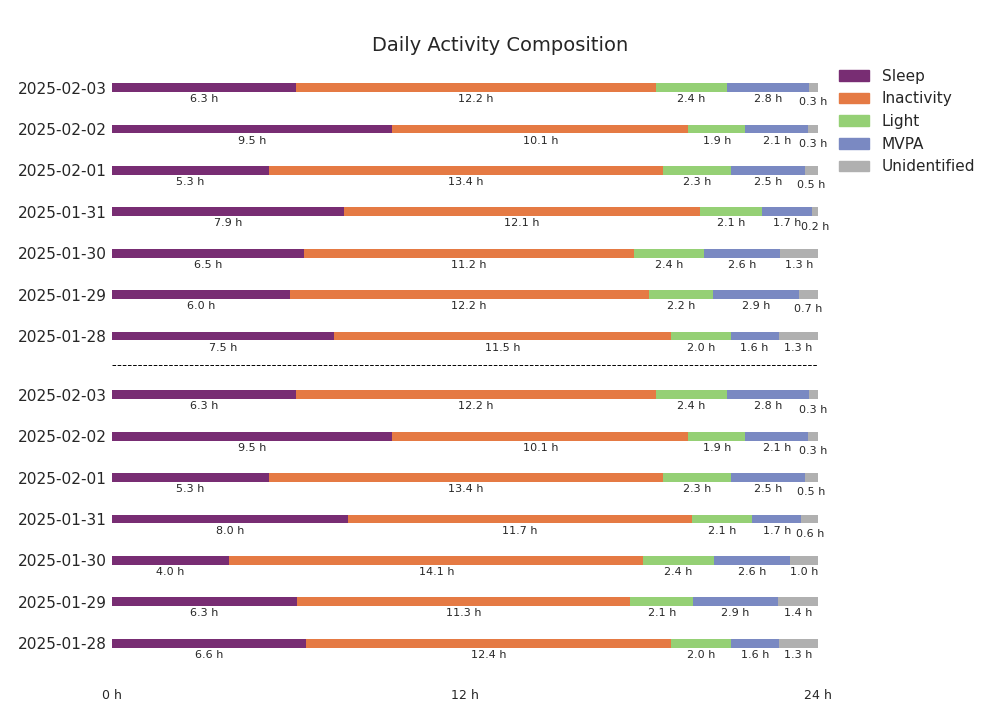 Daily Activity Composition
Sleep
Inactivity
Light
MVPA
Unidentified
2025-02-03
6.3 h 12.2 h 2.4 h 2.8 h 0.3 h
2025-02-02
9.5 h 10.1 h 1.9 h 2.1 h 0.3 h
2025-02-01
5.3 h 13.4 h 2.3 h 2.5 h 0.5 h
2025-01-31
7.9 h 12.1 h 2.1 h 1.7 h 0.2 h
2025-01-30
6.5 h 11.2 h 2.4 h 2.6 h 1.3 h
2025-01-29
6.0 h 12.2 h 2.2 h 2.9 h 0.7 h
2025-01-28
7.5 h 11.5 h 2.0 h 1.6 h 1.3 h
2025-02-03
6.3 h 12.2 h 2.4 h 2.8 h 0.3 h
2025-02-02
9.5 h 10.1 h 1.9 h 2.1 h 0.3 h
2025-02-01
5.3 h 13.4 h 2.3 h 2.5 h 0.5 h
2025-01-31
8.0 h 11.7 h 2.1 h 1.7 h 0.6 h
2025-01-30
4.0 h 14.1 h 2.4 h 2.6 h 1.0 h
2025-01-29
6.3 h 11.3 h 2.1 h 2.9 h 1.4 h
2025-01-28
6.6 h 12.4 h 2.0 h 1.6 h 1.3 h
0 h 12 h 24 h